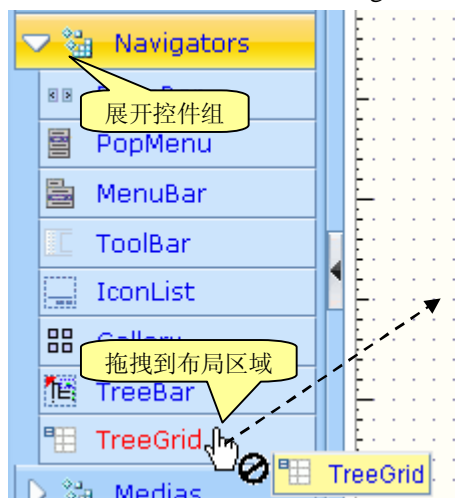 Navigators
展开控件组
PopMenu
MenuBar
ToolBar
IconList
Gallery
拖拽到布局区域
TreeBar
TreeGrid
TreeGrid
Medias